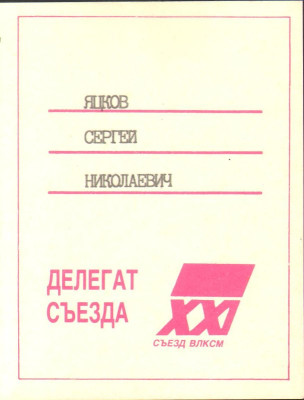 ЯЦКОВ
СЕРГЕЙ
НИКОЛАЕВИЧ
ДЕЛЕГАТ
СЪЕЗДА
XXI
СЪЕЗД ВЛКСМ